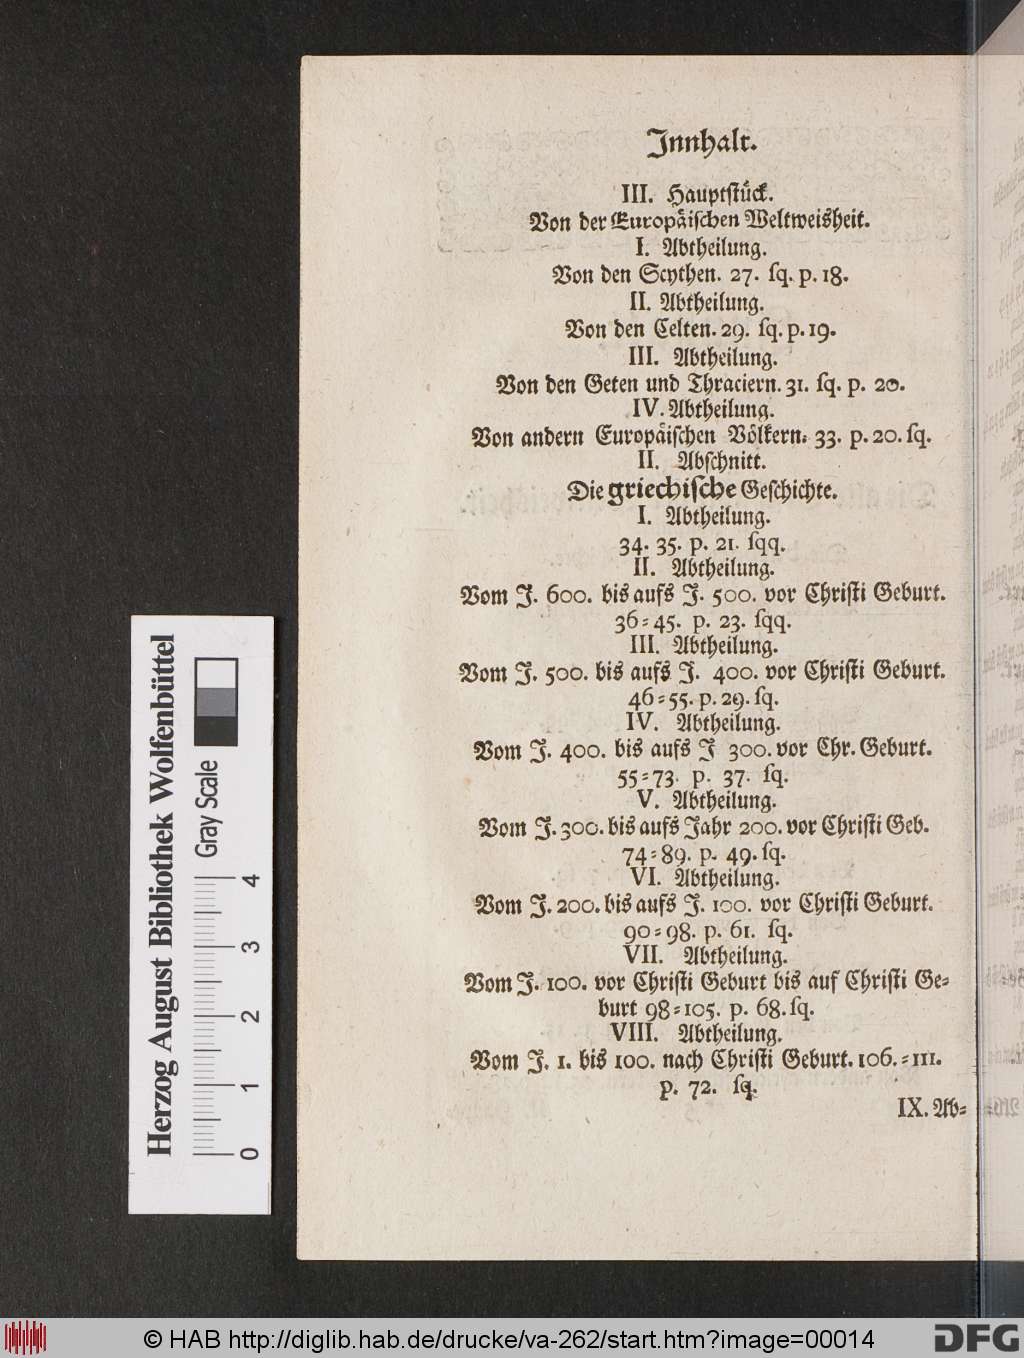 Innhalt.
III. Hauptstück.
Von der Europäischen Weltweisheit.
I. Abtheilung.
Von den Scythen. 27. sq. p. 18.
II. Abtheilung.
Von den Celten. 29. sq. p. 19.
III. Abtheilung.
Von den Geten und Thraciern. 31. sq. p. 20.
IV. Abtheilung.
Von andern Europäischen Völkern. 33. p. 20. sq.
II. Abschnitt.
Die griechische Geschichte.
I. Abtheilung.
34. 35. p. 21. sqq.
II. Abtheilung.
Vom J. 600. bis aufs J. 500. vor Christi Geburt.
36=45. p. 23. sqq.
III. Abtheilung.
Vom J. 500. bis aufs J. 400. vor Christi Geburt.
46=55. p. 29. sq.
IV. Abtheilung.
Vom J. 400. bis aufs J 300. vor Chr. Geburt.
55=73. p. 37. sq.
V. Abtheilung.
Vom J. 300. bis aufs Jahr 200. vor Christi Geb.
74=89. p. 49. sq.
VI. Abtheilung.
Vom J. 200. bis aufs J. 100. vor Christi Geburt.
90=98. p. 61. sq.
VII. Abtheilung.
Vom J. 100. vor Christi Geburt bis auf Christi Ge=
burt 98=105. p. 68. sq.
VIII. Abtheilung.
Vom J. 1. bis 100. nach Christi Geburt. 106.=111.
p. 72. sq.
IX. Ab=
Herzog August Bibliothek Wolfenbüttel
Gray Scale
0 1 2 3 4
© HAB http://diglib.hab.de/drucke/va-262/start.htm?image=00014
DFG